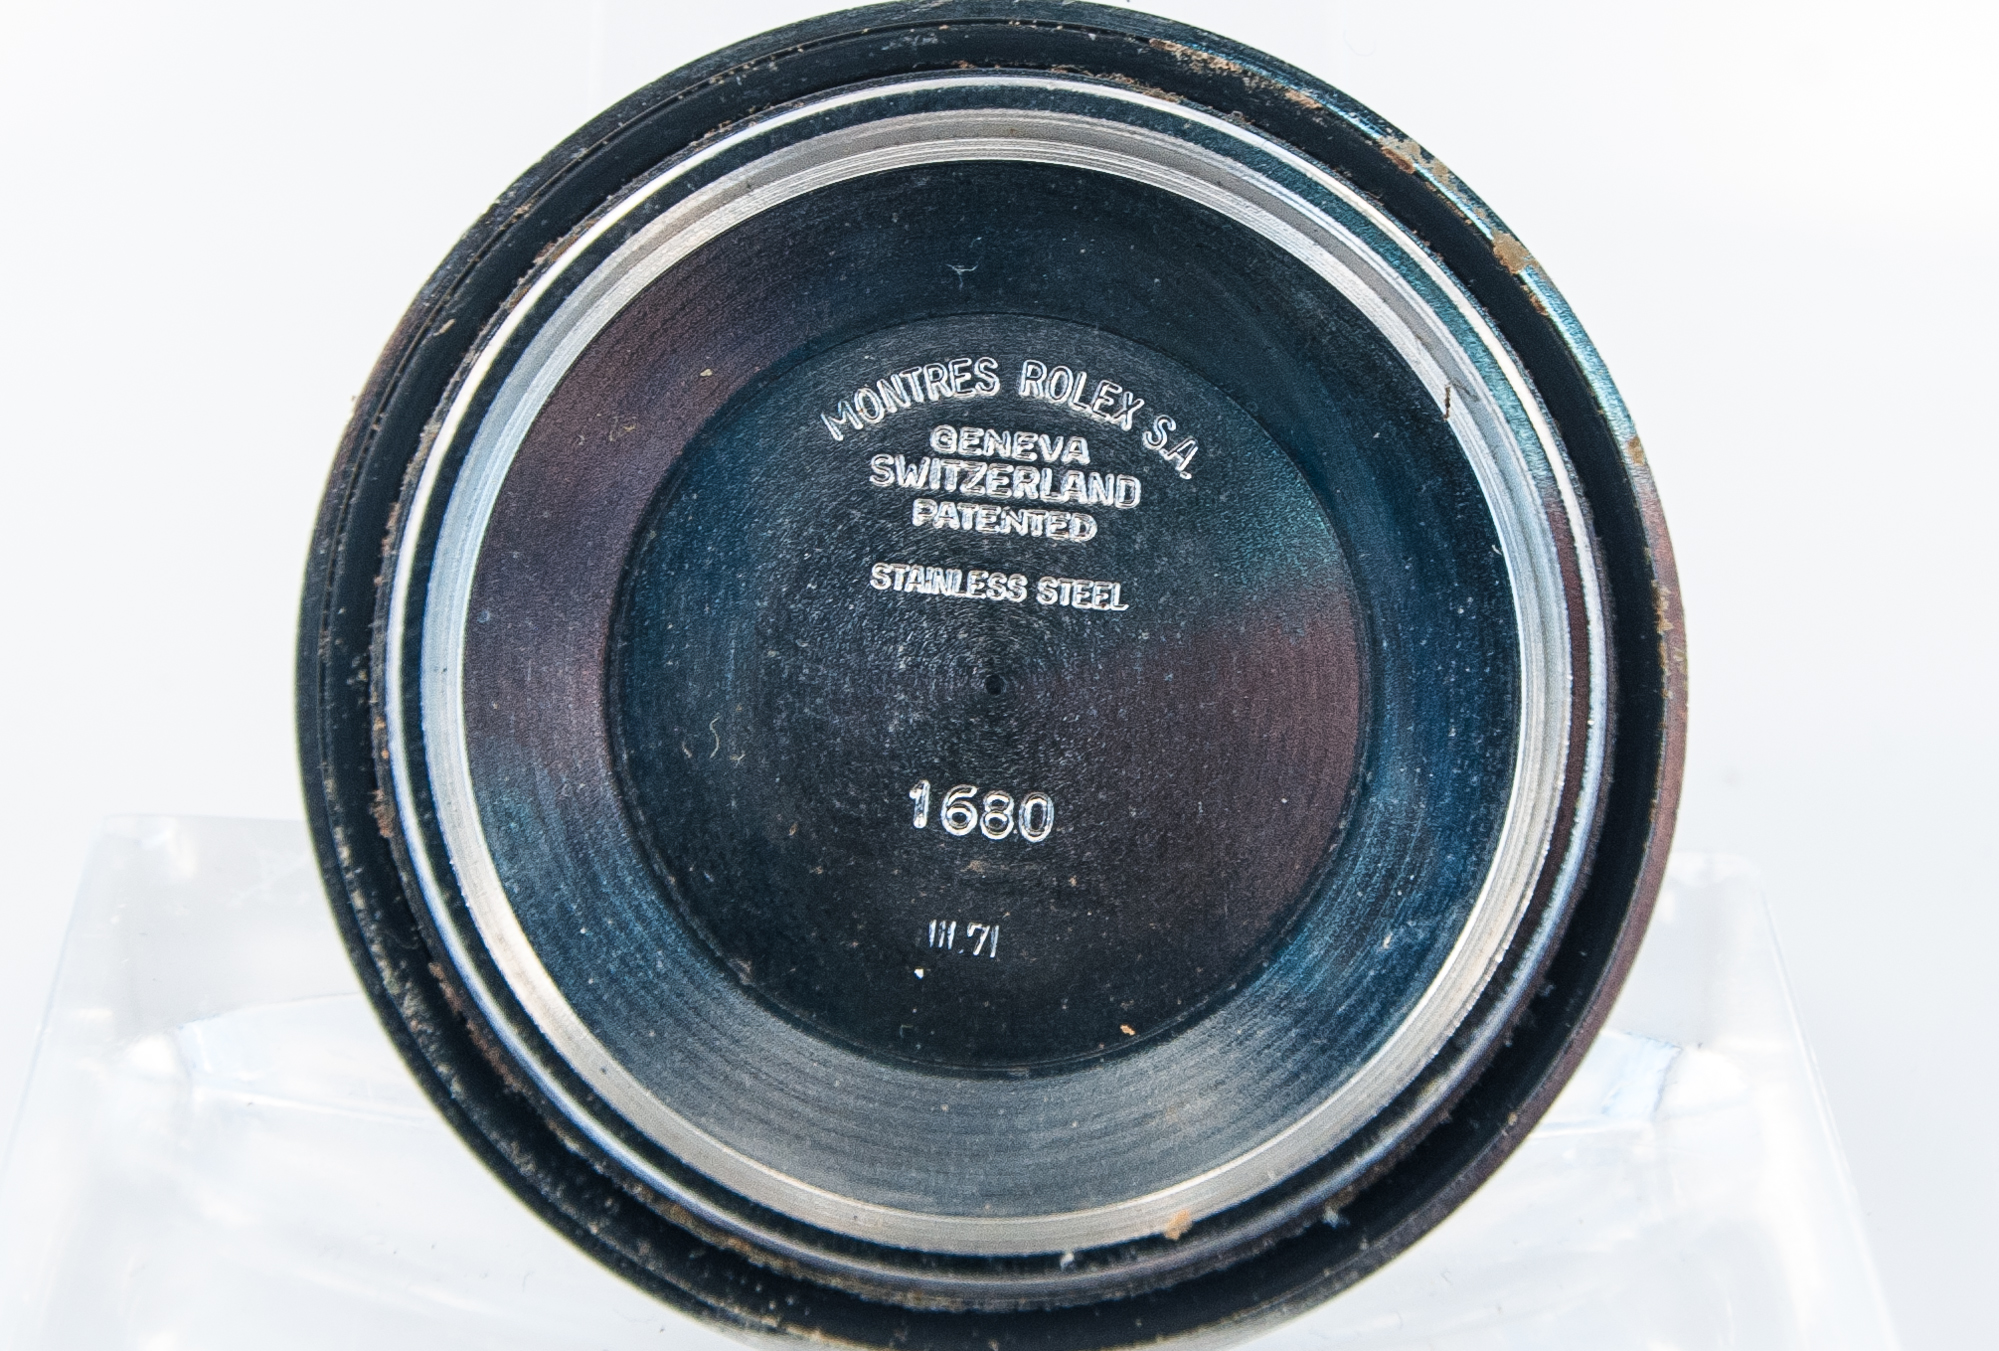 MONTRES ROLEX S.A.
GENEVA
SWITZERLAND
PATENTED
STAINLESS STEEL
1680
III.71